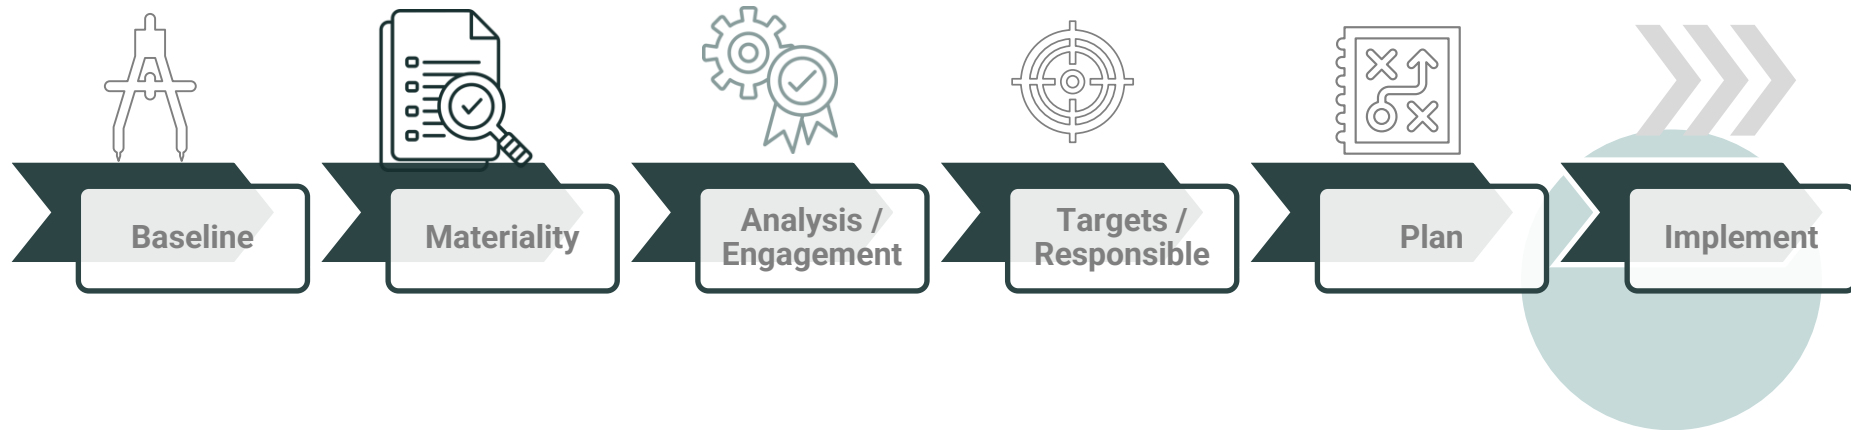 Baseline
Materiality
Analysis /
Engagement
Targets /
Responsible
Plan
Implement